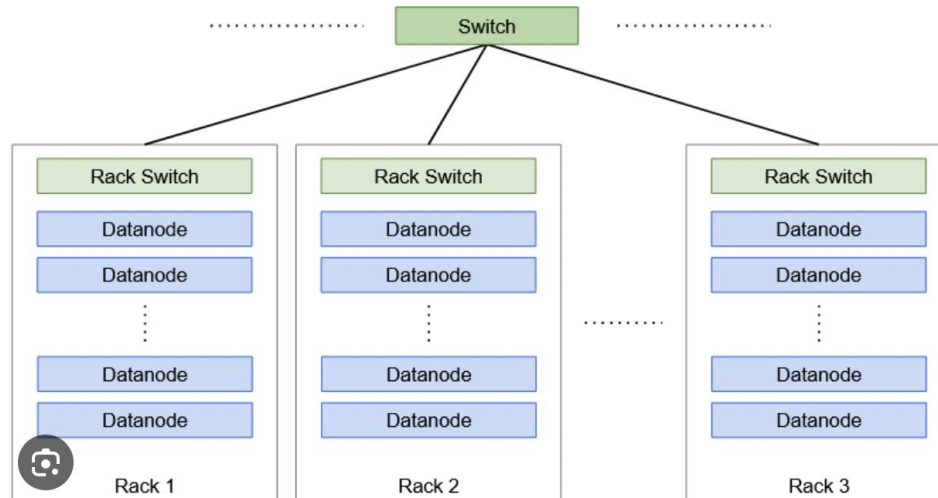 Switch
Rack Switch
Rack Switch
Rack Switch
Datanode
Datanode
Datanode
Datanode
Datanode
Datanode
Datanode
Datanode
Datanode
Datanode
Datanode
Datanode
Rack 1
Rack 2
Rack 3